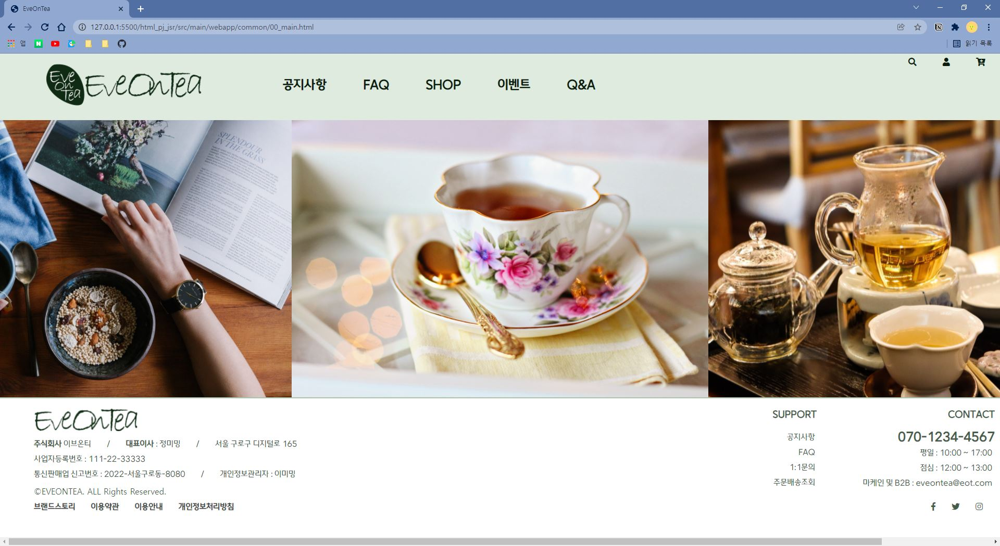 EveOnTea
127.0.0.1:5500/html_pj_jsr/src/main/webapp/common/00_main.html
앱
읽기 목록
Eve
On
Tea
EveOnTea
공지사항 FAQ SHOP 이벤트 Q&A
SPLENDOUR
IN THE GRASS
EveOnTea
주식회사 이브온티 / 대표이사 : 정미밍 / 서울 구로구 디지털로 165
사업자등록번호 : 111-22-33333
통신판매업 신고번호 : 2022-서울구로동-8080 / 개인정보관리자 : 이미밍
©EVEONTEA. ALL Rights Reserved.
브랜드스토리 이용약관 이용안내 개인정보처리방침
SUPPORT
공지사항
FAQ
1:1문의
주문배송조회
CONTACT
070-1234-4567
평일 : 10:00 ~ 17:00
점심 : 12:00 ~ 13:00
마케인 및 B2B : eveontea@eot.com